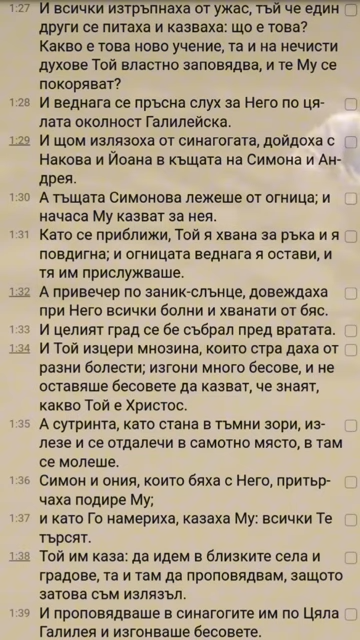 1:27 И всички изтръпнаха от ужас, тъй че един
други се питаха и казваха: що е това?
Какво е това ново учение, та и на нечисти
духове Той властно заповядва, и те Му се
покоряват?
1:28 И веднага се пръсна слух за Него по ця-
лата околност Галилейска.
1:29 И щом излязоха от синагогата, дойдоха с
Накова и Йоана в къщата на Симона и Ан-
дрея.
1:30 А тъщата Симонова лежеше от огница; и
начаса Му казват за нея.
1:31 Като се приближи, Той я хвана за ръка и я
повдигна; и огницата веднага я остави, и
тя им прислужваше.
1:32 А привечер по заник-слънце, довеждаха
при Него всички болни и хванати от бяс.
1:33 И целият град се бе събрал пред вратата.
1:34 И Той изцери мнозина, които стра даха от
разни болести; изгони много бесове, и не
оставяше бесовете да казват, че знаят,
какво Той е Христос.
1:35 А сутринта, като стана в тъмни зори, из-
лезе и се отдалечи в самотно място, в там
се молеше.
1:36 Симон и ония, които бяха с Него, притър-
чаха подире Му;
1:37 и като Го намериха, казаха Му: всички Те
търсят.
1:38 Той им каза: да идем в близките села и
градове, та и там да проповядвам, защото
затова съм излязъл.
1:39 И проповядваше в синагогите им по Цяла
Галилея и изгонваше бесовете.